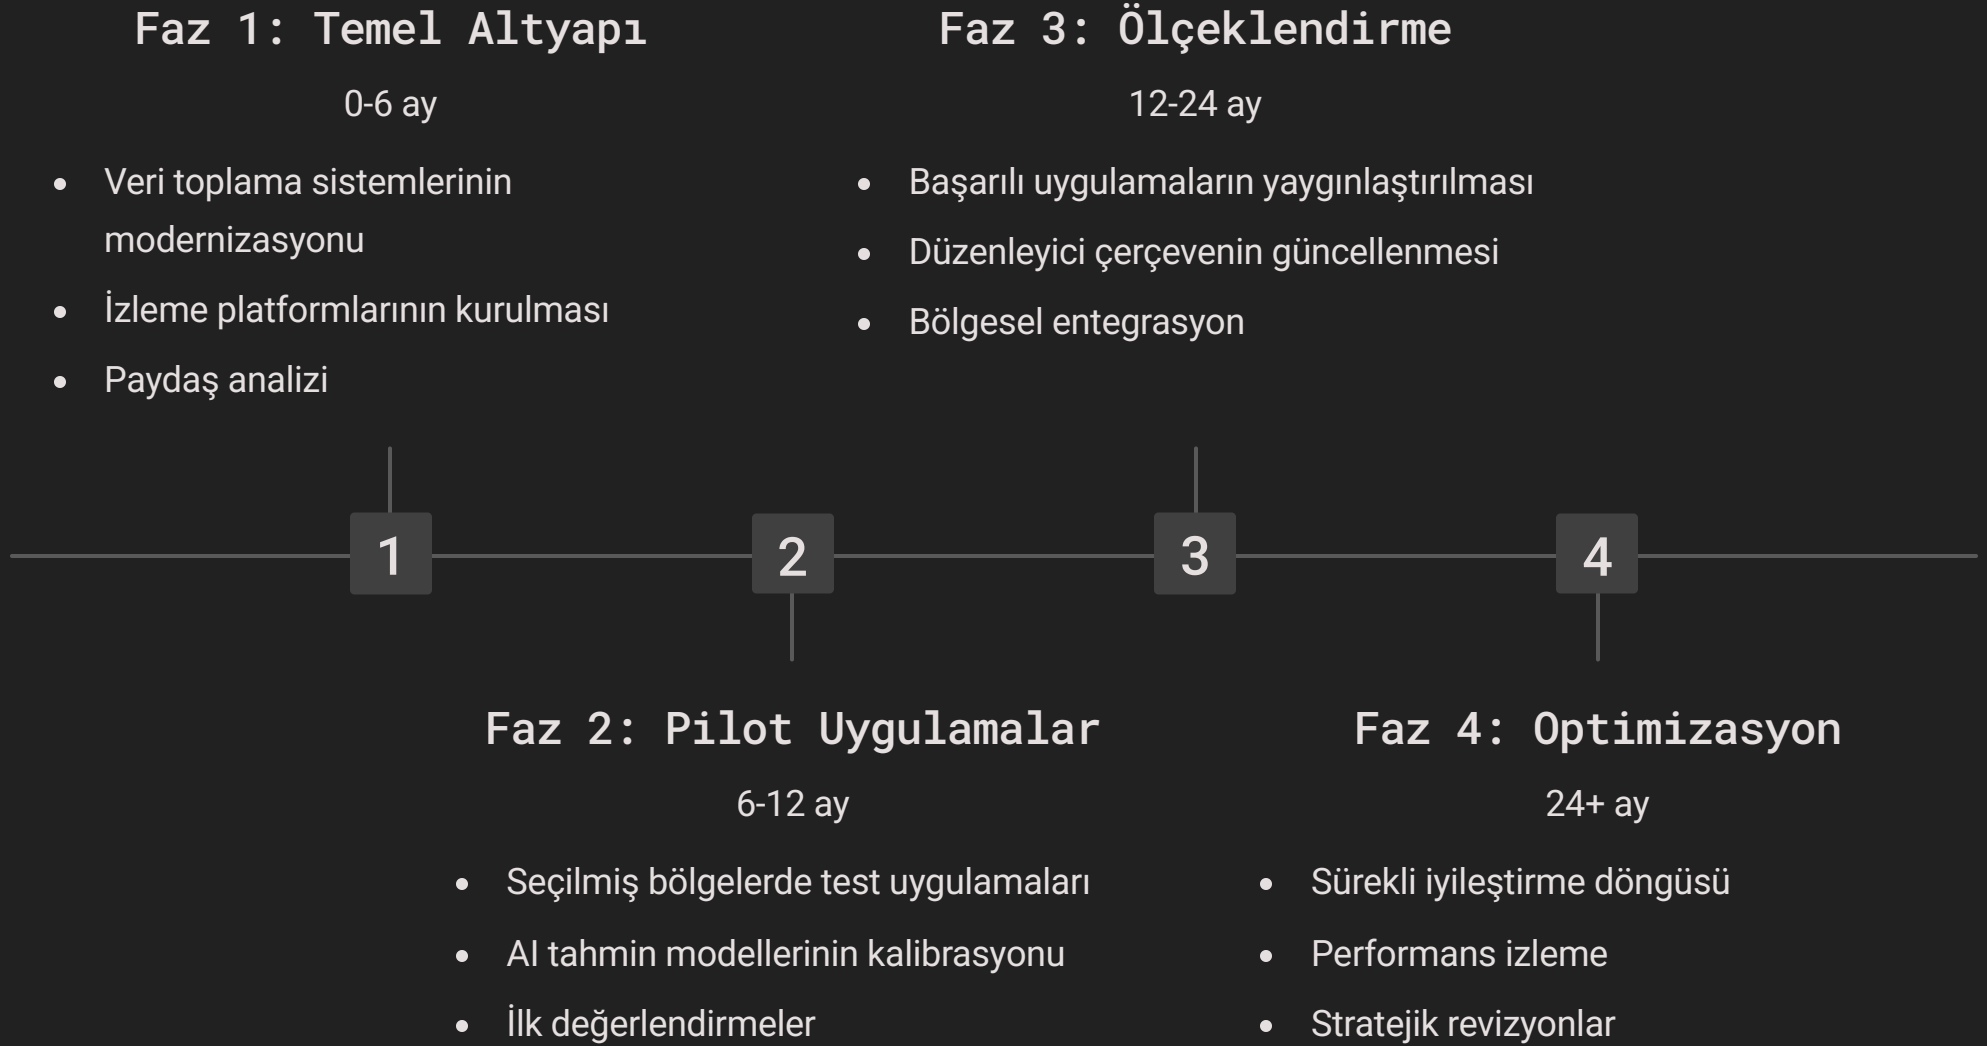 Faz 1: Temel Altyapı
0-6 ay
Veri toplama sistemlerinin
modernizasyonu
İzleme platformlarının kurulması
Paydaş analizi
Faz 3: Ölçeklendirme
12-24 ay
Başarılı uygulamaların yaygınlaştırılması
Düzenleyici çerçevenin güncellenmesi
Bölgesel entegrasyon
1
2
3
4
Faz 2: Pilot Uygulamalar
6-12 ay
Seçilmiş bölgelerde test uygulamaları
AI tahmin modellerinin kalibrasyonu
İlk değerlendirmeler
Faz 4: Optimizasyon
24+ ay
Sürekli iyileştirme döngüsü
Performans izleme
Stratejik revizyonlar